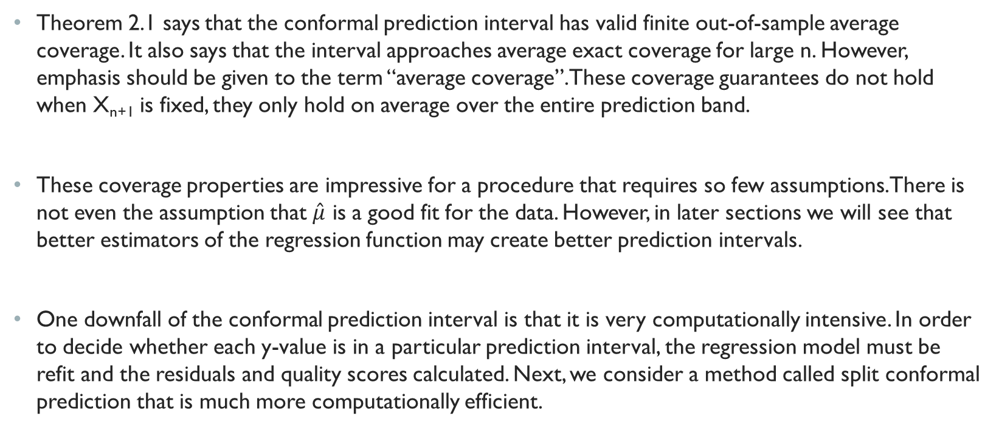 • Theorem 2.1 says that the conformal prediction interval has valid finite out-of-sample average
coverage. It also says that the interval approaches average exact coverage for large n. However,
emphasis should be given to the term “average coverage”. These coverage guarantees do not hold
when Xₙ₊₁ is fixed, they only hold on average over the entire prediction band.
• These coverage properties are impressive for a procedure that requires so few assumptions. There is
not even the assumption that μ̂ is a good fit for the data. However, in later sections we will see that
better estimators of the regression function may create better prediction intervals.
• One downfall of the conformal prediction interval is that it is very computationally intensive. In order
to decide whether each y-value is in a particular prediction interval, the regression model must be
refit and the residuals and quality scores calculated. Next, we consider a method called split conformal
prediction that is much more computationally efficient.